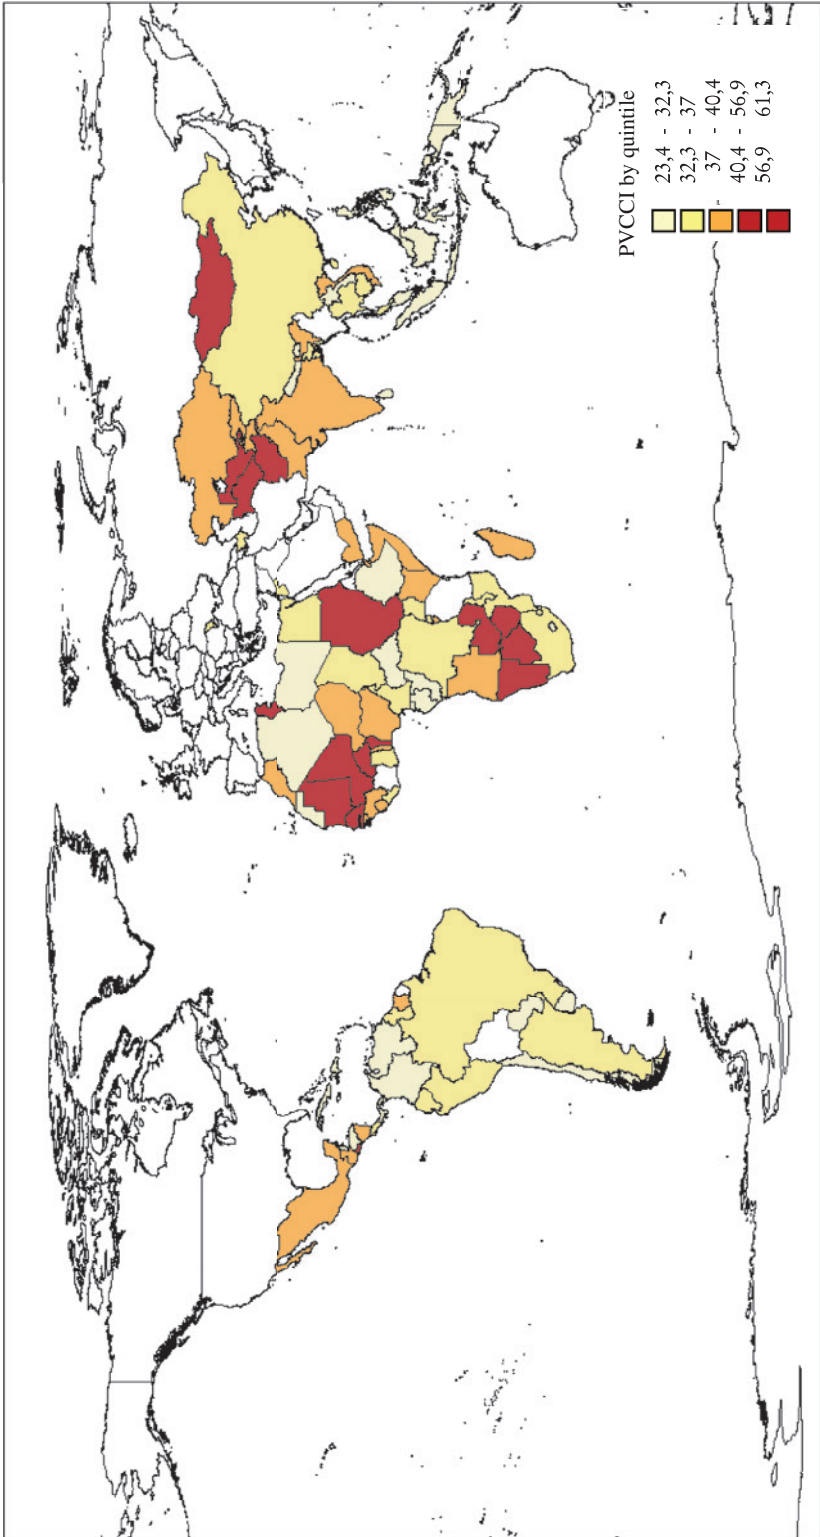 PVCCI by quintile
23,4 - 32,3
32,3 - 37
37 - 40,4
40,4 - 56,9
56,9 61,3